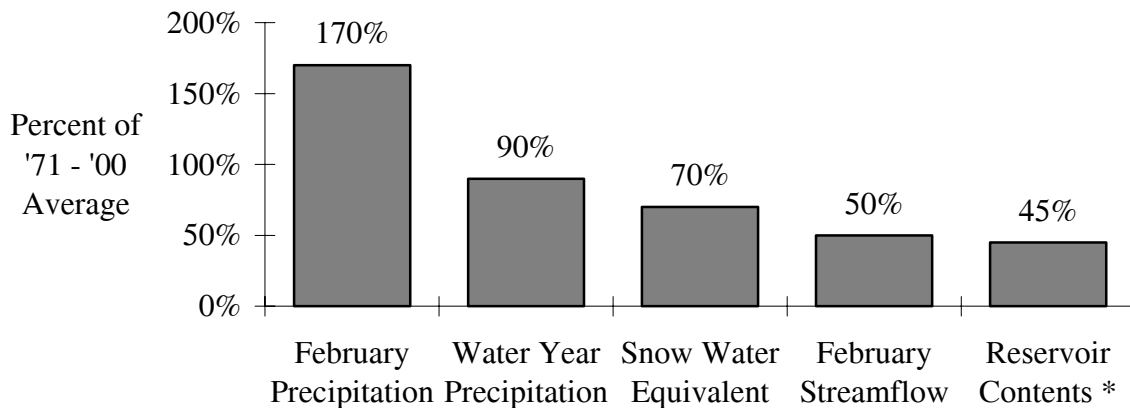 200%
150%
100%
50%
0%
Percent of
'71 - '00
Average
170%
90%
70%
50%
45%
February
Precipitation
Water Year
Precipitation
Snow Water
Equivalent
February
Streamflow
Reservoir
Contents *